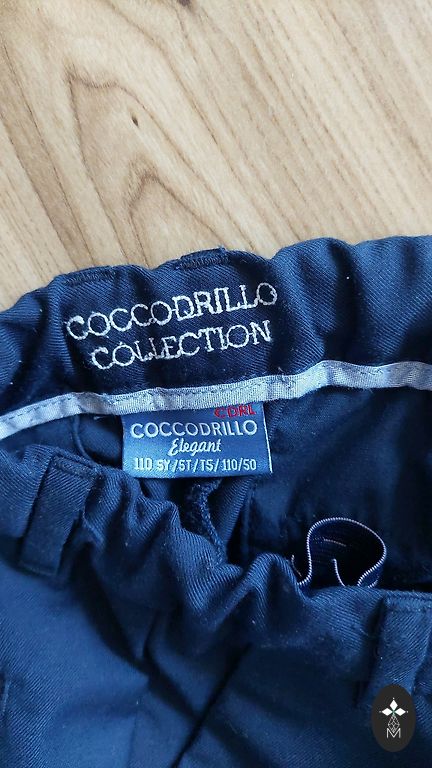 COCCODRILLO
COLLECTION
CDRL
COCCODRILLO
Elegant
110 5Y/5T/T5/110/50
M